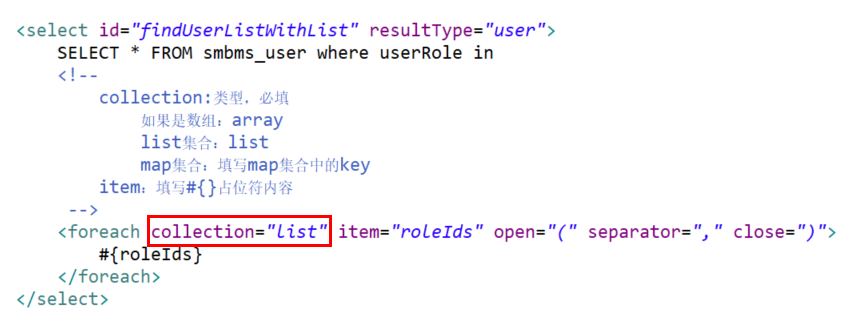 <select id="findUserListWithList" resultType="user">
SELECT * FROM smbms_user where userRole in
<!--
collection:类型，必填
如果是数组：array
list集合：list
map集合：填写map集合中的key
item：填写#{}占位符内容
-->
<foreach collection="list" item="roleIds" open="(" separator="," close=")">
#{roleIds}
</foreach>
</select>